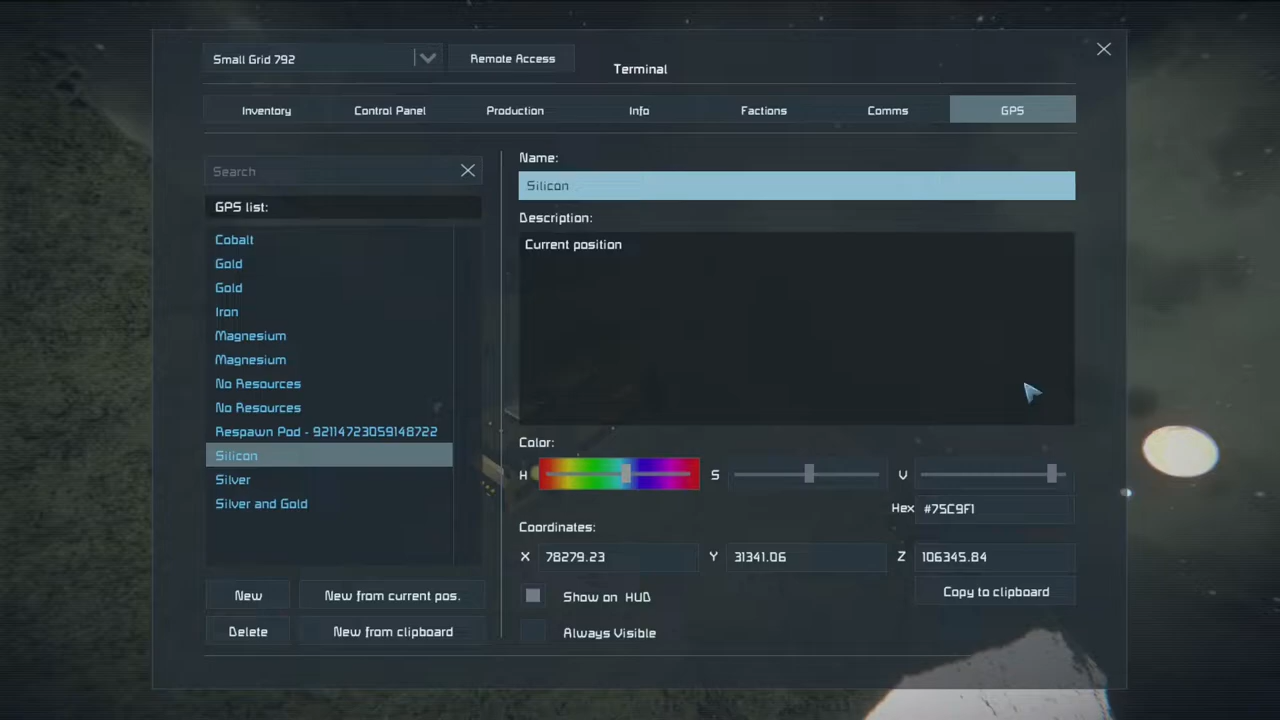 Small Grid 792
Remote Access
Terminal
Inventory
Control Panel
Production
Info
Factions
Comms
GPS
Search
GPS list:
Cobalt
Gold
Gold
Iron
Magnesium
Magnesium
No Resources
No Resources
Respawn Pod - 92114723059148722
Silicon
Silver
Silver and Gold
New
New from current pos.
Delete
New from clipboard
Name:
Silicon
Description:
Current position
Color:
H
S
V
Hex #75C9F1
Coordinates:
X 78279.23
Y 31341.06
Z 106345.84
Show on HUD
Copy to clipboard
Always Visible